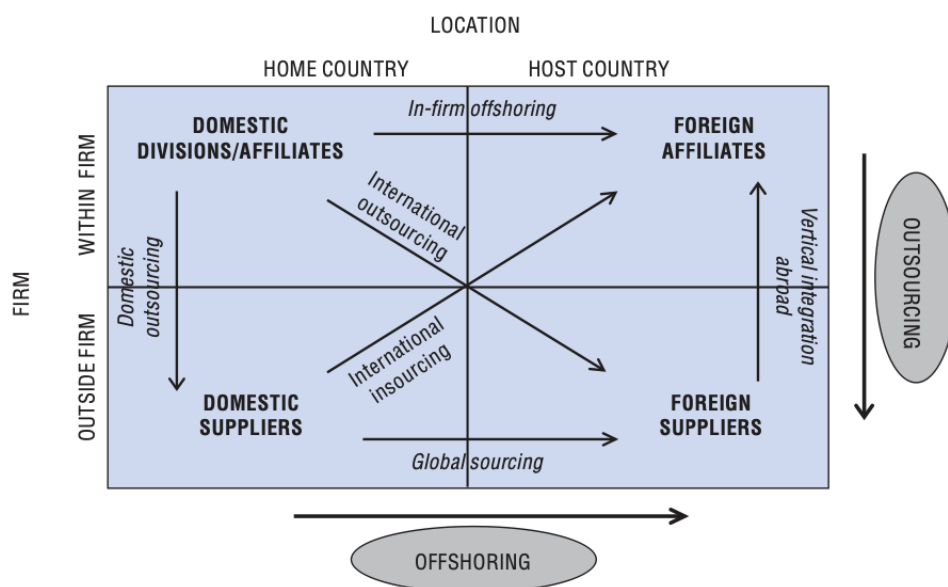 LOCATION
HOME COUNTRY
HOST COUNTRY
In-firm offshoring
DOMESTIC
DIVISIONS/AFFILIATES
FOREIGN
AFFILIATES
WITHIN FIRM
International
outsourcing
FIRM
Domestic
outsourcing
Vertical integration
abroad
OUTSOURCING
International
insourcing
OUTSIDE FIRM
DOMESTIC
SUPPLIERS
FOREIGN
SUPPLIERS
Global sourcing
OFFSHORING